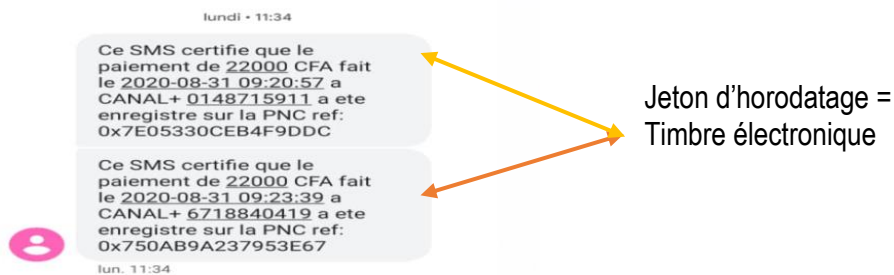 lundi • 11:34
Ce SMS certifie que le
paiement de 22000 CFA fait
le 2020-08-31 09:20:57 a
CANAL+ 0148715911 a ete
enregistre sur la PNC ref:
0x7E05330CEB4F9DDC
Ce SMS certifie que le
paiement de 22000 CFA fait
le 2020-08-31 09:23:39 a
CANAL+ 6718840419 a ete
enregistre sur la PNC ref:
0x750AB9A237953E67
lun. 11:34
Jeton d’horodatage =
Timbre électronique